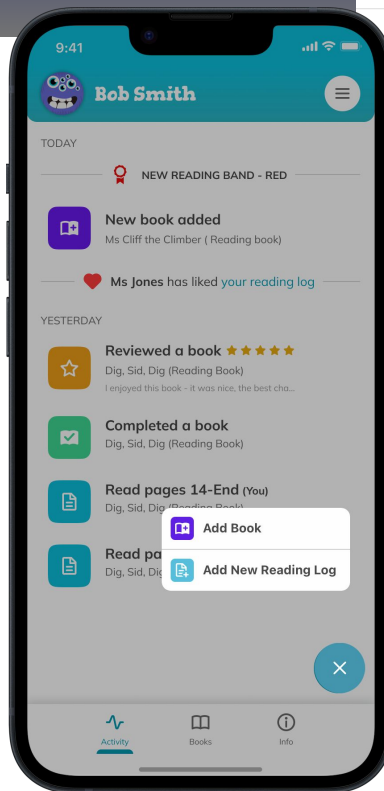 9:41
Bob Smith
TODAY
NEW READING BAND - RED
New book added
Ms Cliff the Climber ( Reading book)
Ms Jones has liked your reading log
YESTERDAY
Reviewed a book
Dig, Sid, Dig (Reading Book)
I enjoyed this book - it was nice, the best cha...
Completed a book
Dig, Sid, Dig (Reading Book)
Read pages 14-End (You)
Dig, Sid, Dig (Reading Book)
Add Book
Read pa
Dig, Sid, Dig
Add New Reading Log
Activity
Books
Info